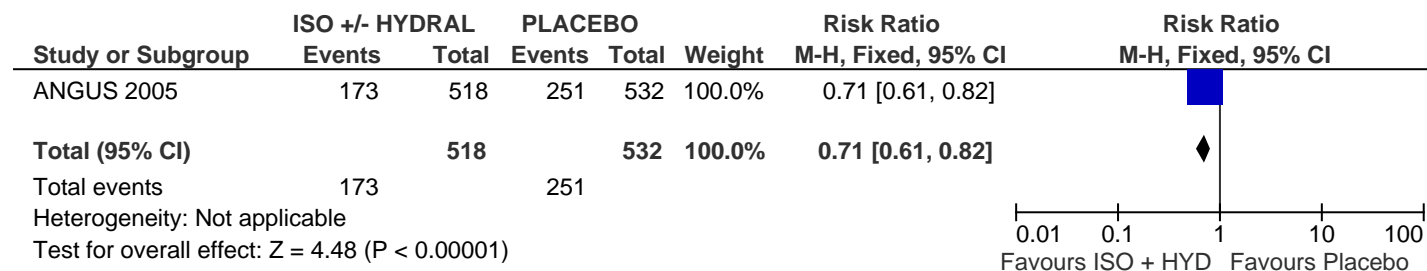 ISO +/- HYDRAL PLACEBO Risk Ratio Risk Ratio
Study or Subgroup Events Total Events Total Weight M-H, Fixed, 95% CI M-H, Fixed, 95% CI
ANGUS 2005 173 518 251 532 100.0% 0.71 [0.61, 0.82]
Total (95% CI) 518 532 100.0% 0.71 [0.61, 0.82]
Total events 173 251
Heterogeneity: Not applicable
Test for overall effect: Z = 4.48 (P < 0.00001)
0.01 0.1 1 10 100
Favours ISO + HYD Favours Placebo